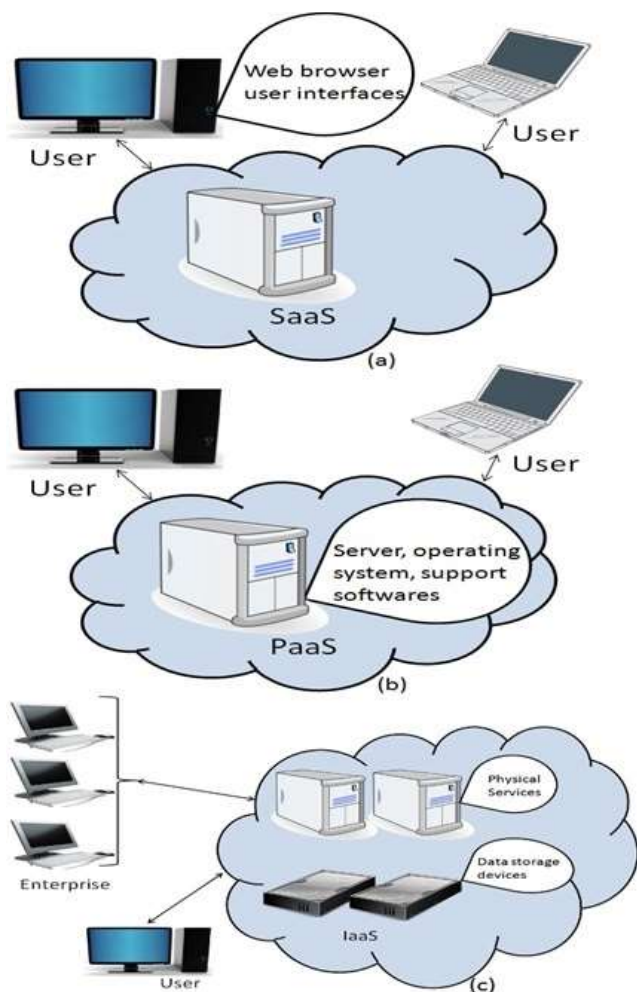 Web browser
user interfaces
User
User
SaaS
(a)
User
User
Server, operating
system, support
softwares
PaaS
(b)
Physical
Services
Data storage
devices
Enterprise
IaaS
User
(c)